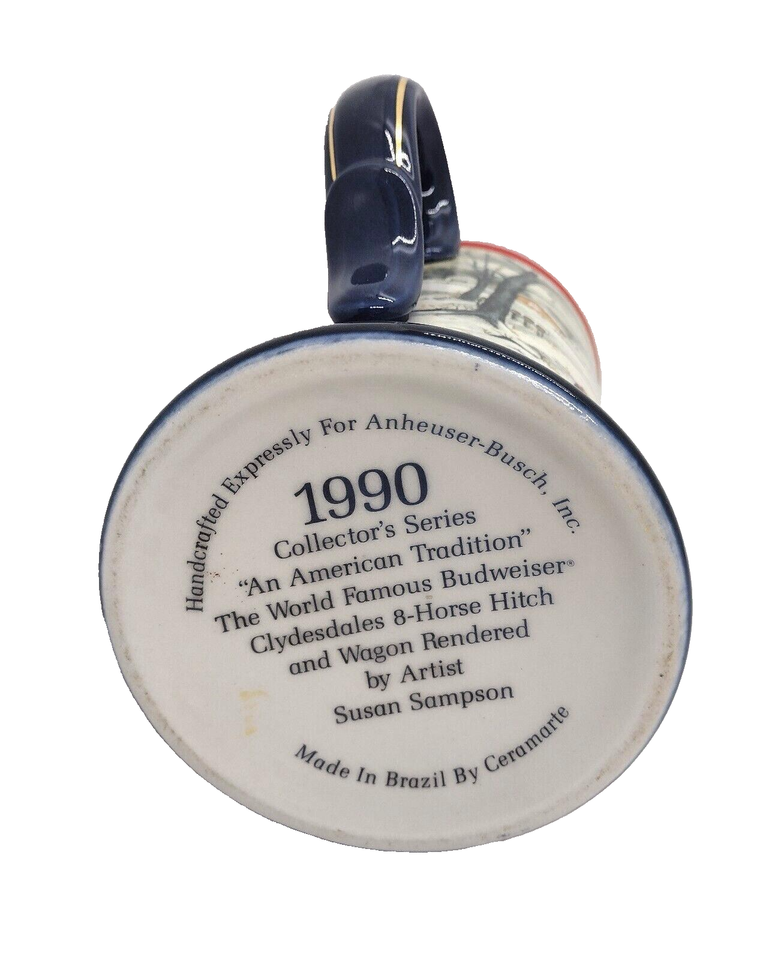 Handcrafted Expressly For Anheuser-Busch, Inc.
1990
Collector's Series
“An American Tradition”
The World Famous Budweiser®
Clydesdales 8-Horse Hitch
and Wagon Rendered
by Artist
Susan Sampson
Made In Brazil By Ceramarte